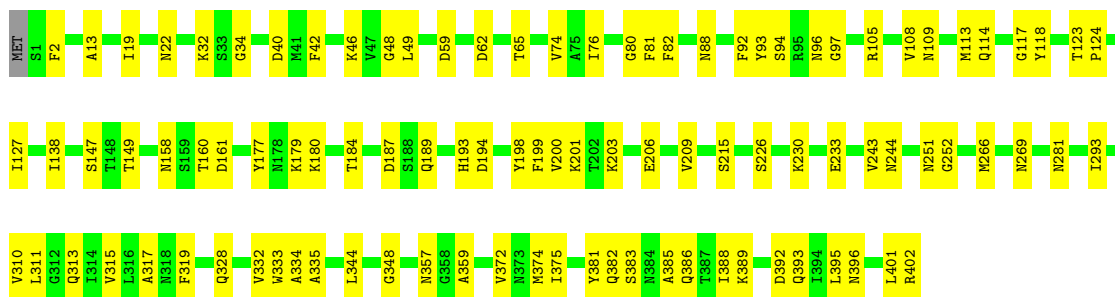 MET S1 F2 A13 I19 N22 K32 S33 G34 D40 M41 F42 K46 V47 G48 L49 D59 D62 T65 V74 A75 I76 G80 F81 F82 N88 F92 Y93 S94 R95 N96 G97 R105 V108 N109 M113 Q114 G117 Y118 T123 P124
I127 I138 S147 T148 T149 N158 S159 T160 D161 Y177 N178 K179 K180 T184 D187 S188 Q189 H193 D194 Y198 F199 V200 K201 T202 K203 E206 V209 S215 S226 K230 E233 V243 N244 N251 G252 M266 N269 N281 I293
V310 L311 G312 Q313 I314 V315 L316 A317 N318 F319 Q328 V332 W333 A334 A335 L344 G348 N357 G358 A359 V372 N373 M374 I375 Y381 Q382 S383 N384 A385 Q386 T387 I388 K389 D392 Q393 I394 L395 N396 L401 R402